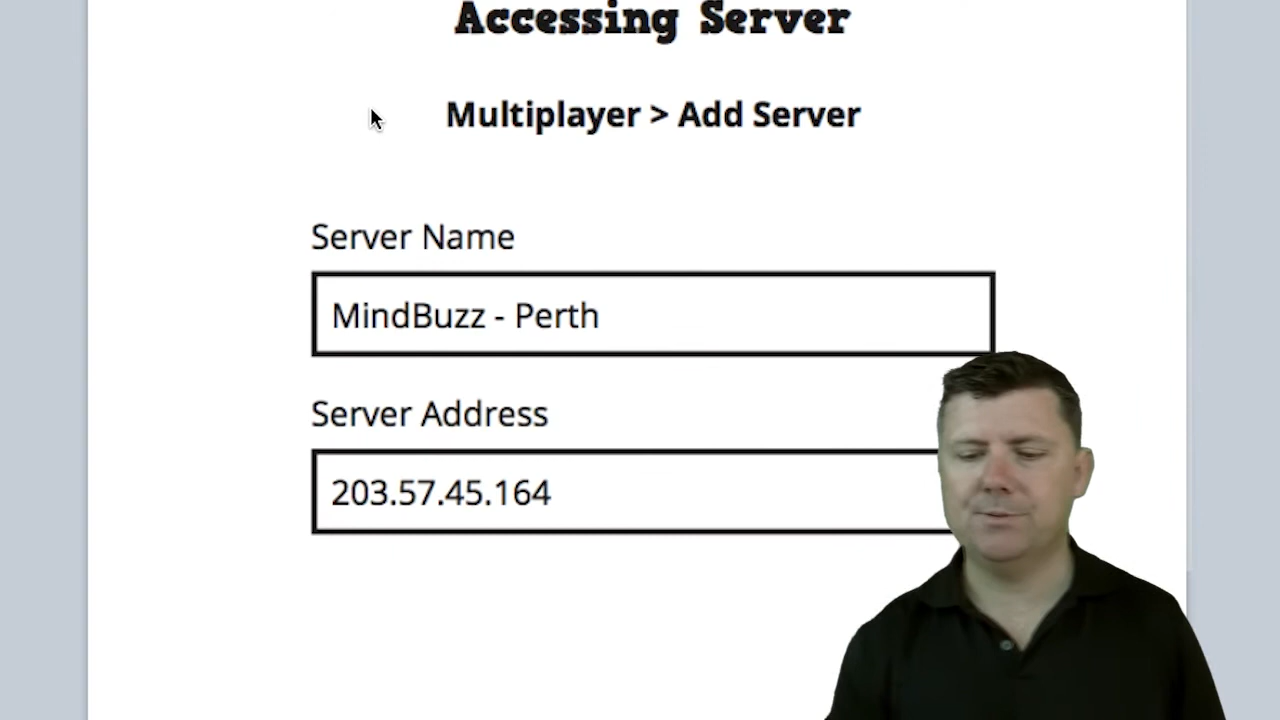 Accessing Server
Multiplayer > Add Server
Server Name
MindBuzz - Perth
Server Address
203.57.45.164